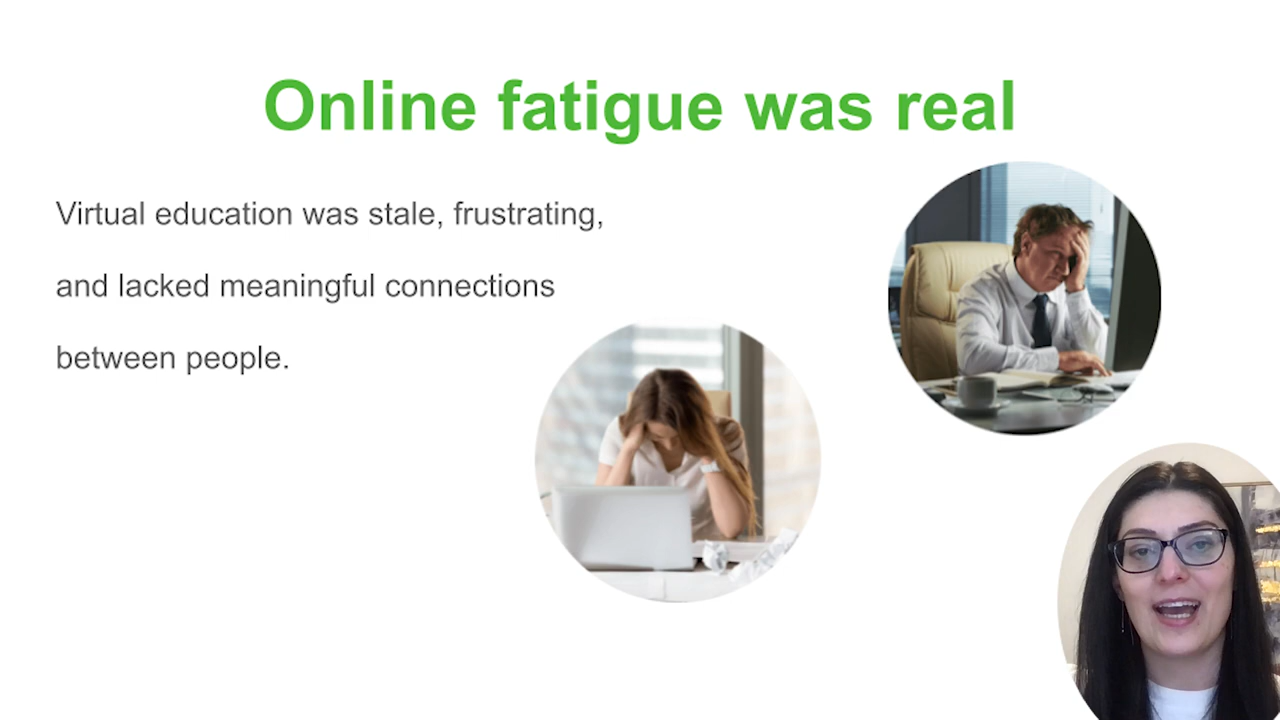 Online fatigue was real
Virtual education was stale, frustrating,
and lacked meaningful connections
between people.